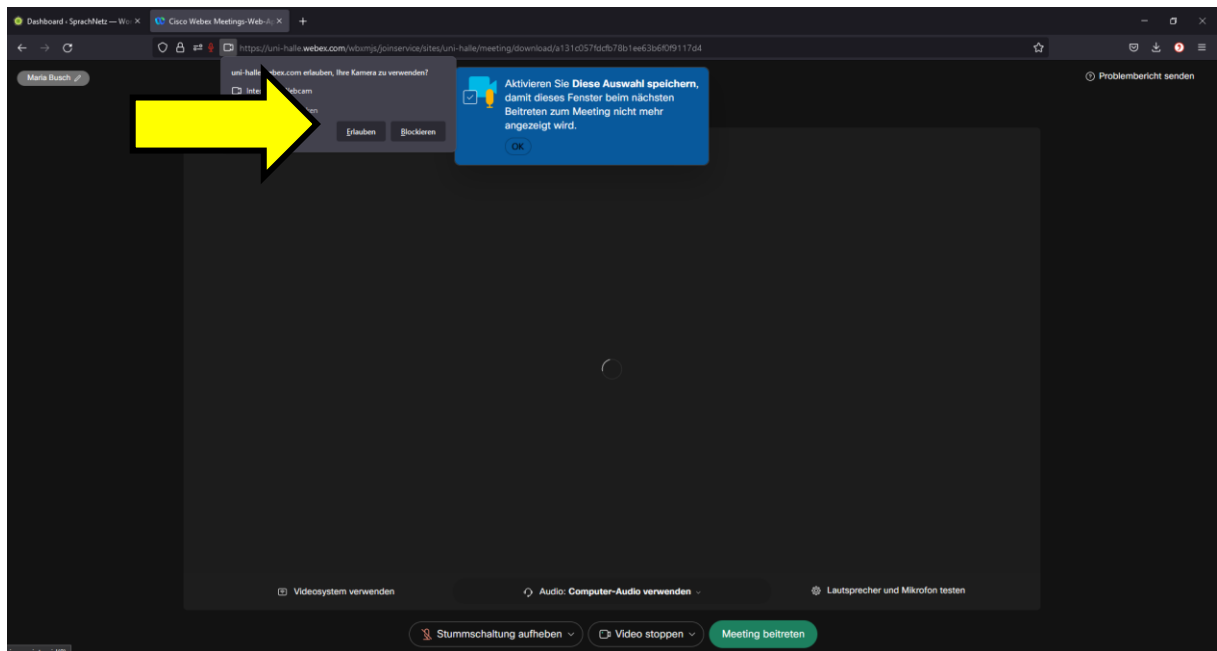 Dashboard ‹ SprachNetz — Wo
Cisco Webex Meetings-Web-A
https://uni-halle.webex.com/wbxmjs/joinservice/sites/uni-halle/meeting/download/a131c057fdcfb78b1ee63b6f0f9117d4
Maria Busch
Problembericht senden
uni-halle.webex.com erlauben, Ihre Kamera zu verwenden?
Erlauben
Blockieren
Aktivieren Sie Diese Auswahl speichern,
damit dieses Fenster beim nächsten
Beitreten zum Meeting nicht mehr
angezeigt wird.
OK
Videosystem verwenden
Audio: Computer-Audio verwenden
Lautsprecher und Mikrofon testen
Stummschaltung aufheben
Video stoppen
Meeting beitreten